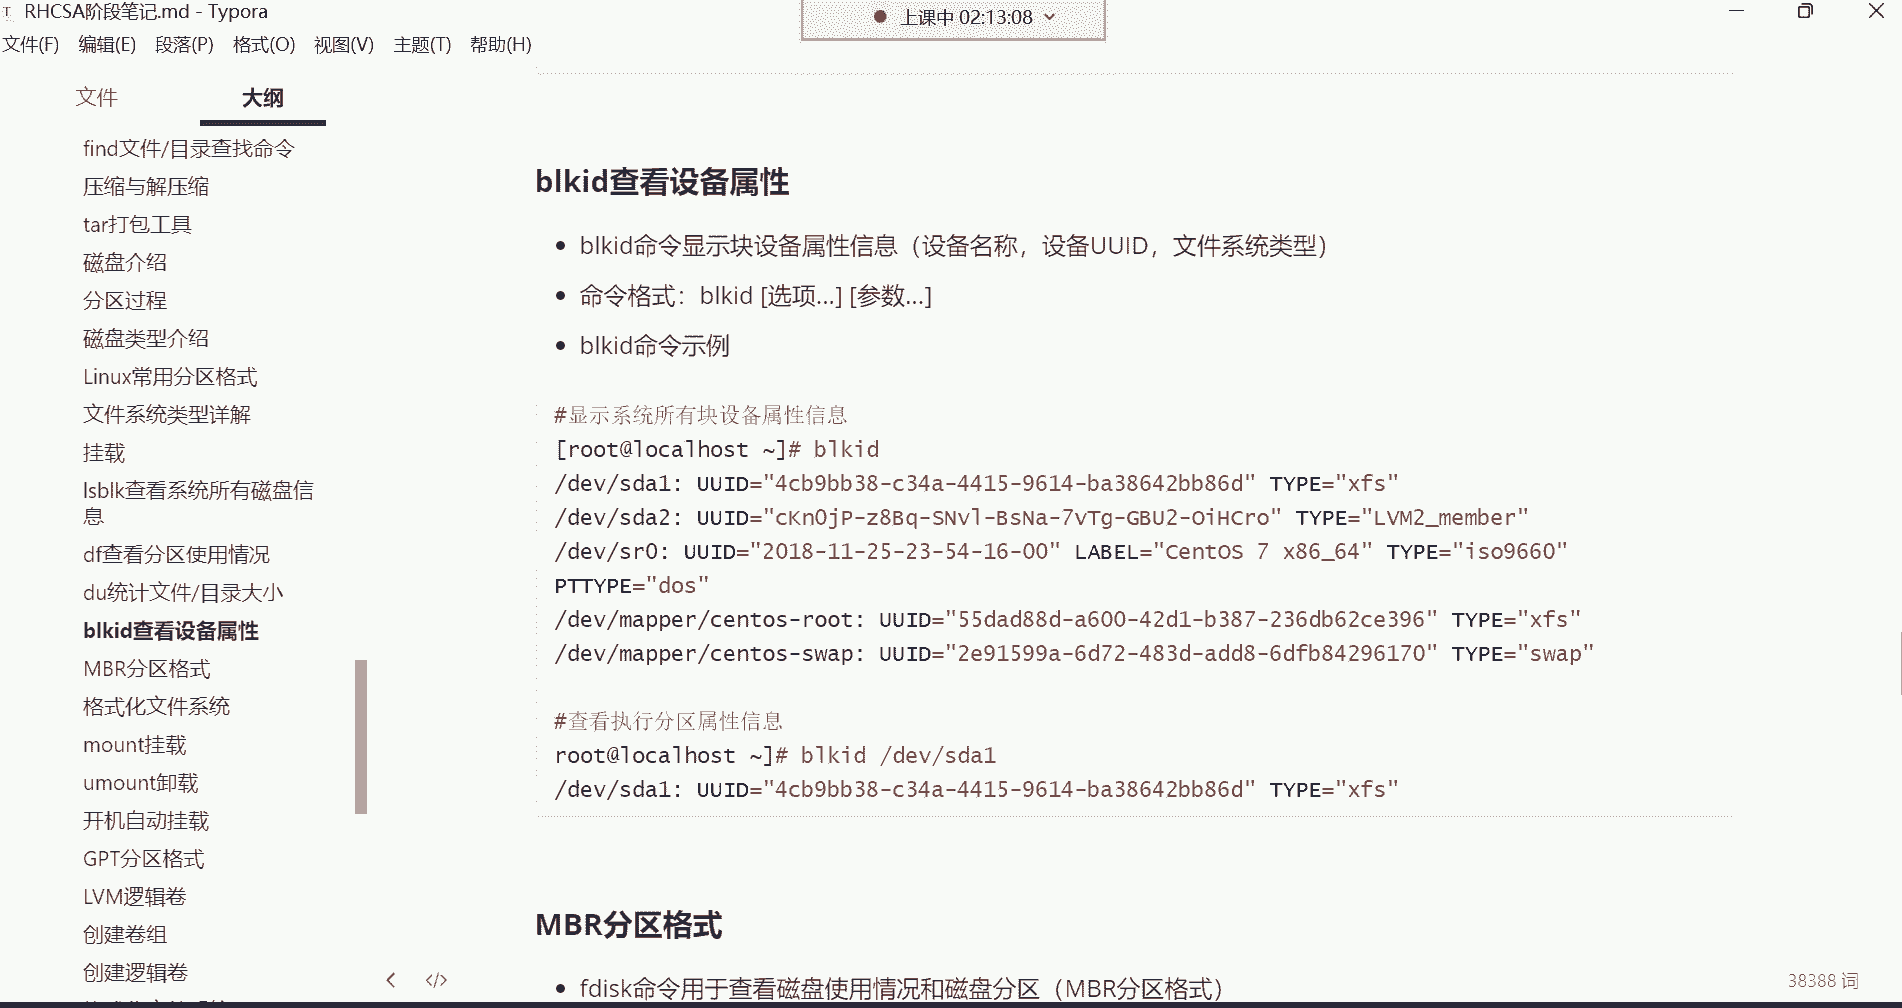 RHCSA阶段笔记.md - Typora
上课中 02:13:08
文件(F) 编辑(E) 段落(P) 格式(O) 视图(V) 主题(T) 帮助(H)
文件 大纲
find文件/目录查找命令
压缩与解压缩
tar打包工具
磁盘介绍
分区过程
磁盘类型介绍
Linux常用分区格式
文件系统类型详解
挂载
lsblk查看系统所有磁盘信
息
df查看分区使用情况
du统计文件/目录大小
blkid查看设备属性
MBR分区格式
格式化文件系统
mount挂载
umount卸载
开机自动挂载
GPT分区格式
LVM逻辑卷
创建卷组
创建逻辑卷
blkid查看设备属性
blkid命令显示块设备属性信息（设备名称，设备UUID，文件系统类型）
命令格式：blkid [选项...] [参数...]
blkid命令示例
#显示系统所有块设备属性信息
[root@localhost ~]# blkid
/dev/sda1: UUID="4cb9bb38-c34a-4415-9614-ba38642bb86d" TYPE="xfs"
/dev/sda2: UUID="cKn0jP-z8Bq-SNvl-BsNa-7vTg-GBU2-OiHCro" TYPE="LVM2_member"
/dev/sr0: UUID="2018-11-25-23-54-16-00" LABEL="CentOS 7 x86_64" TYPE="iso9660"
PTTYPE="dos"
/dev/mapper/centos-root: UUID="55dad88d-a600-42d1-b387-236db62ce396" TYPE="xfs"
/dev/mapper/centos-swap: UUID="2e91599a-6d72-483d-add8-6dfb84296170" TYPE="swap"
#查看执行分区属性信息
root@localhost ~]# blkid /dev/sda1
/dev/sda1: UUID="4cb9bb38-c34a-4415-9614-ba38642bb86d" TYPE="xfs"
MBR分区格式
fdisk命令用于查看磁盘使用情况和磁盘分区（MBR分区格式）
38388 词